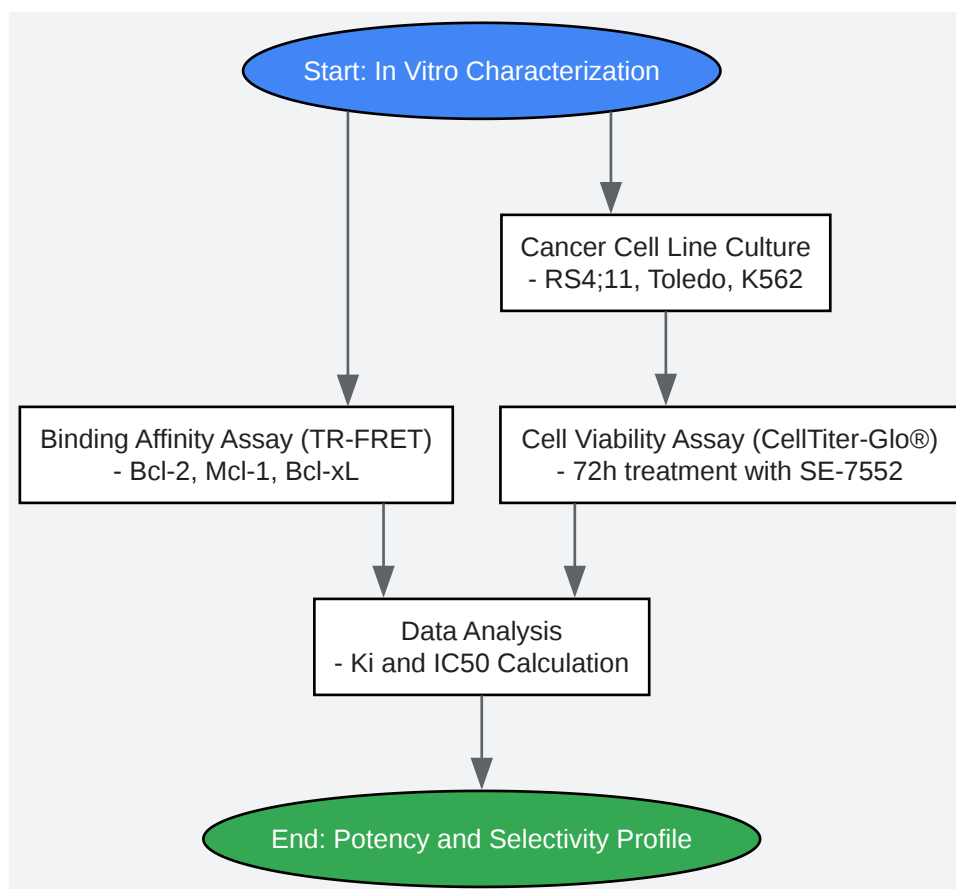 Start: In Vitro Characterization
Cancer Cell Line Culture
- RS4;11, Toledo, K562
Binding Affinity Assay (TR-FRET)
- Bcl-2, Mcl-1, Bcl-xL
Cell Viability Assay (CellTiter-Glo®)
- 72h treatment with SE-7552
Data Analysis
- Ki and IC50 Calculation
End: Potency and Selectivity Profile